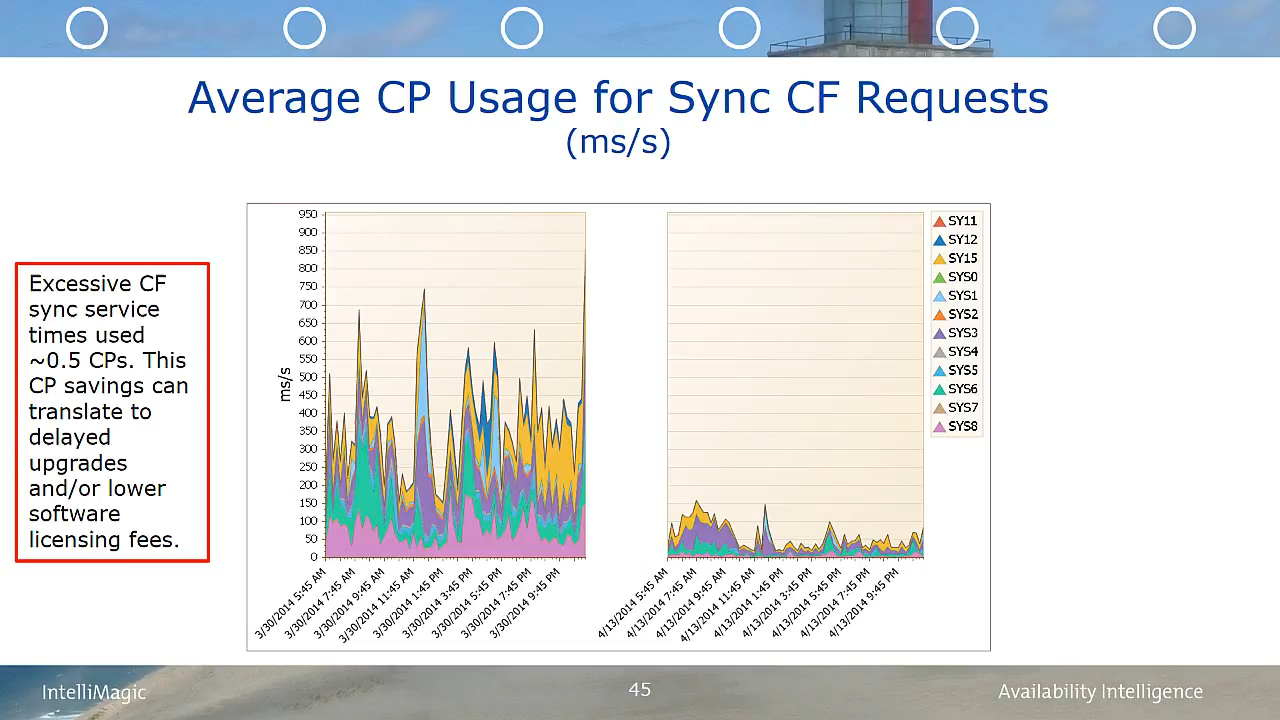 Average CP Usage for Sync CF Requests
(ms/s)
Excessive CF
sync service
times used
~0.5 CPs. This
CP savings can
translate to
delayed
upgrades
and/or lower
software
licensing fees.
950
900
850
800
750
700
650
600
550
500
450
400
350
300
250
200
150
100
50
0
ms/s
3/30/2014 5:45 AM
3/30/2014 7:45 AM
3/30/2014 9:45 AM
3/30/2014 11:45 AM
3/30/2014 1:45 PM
3/30/2014 3:45 PM
3/30/2014 5:45 PM
3/30/2014 7:45 PM
3/30/2014 9:45 PM
4/13/2014 5:45 AM
4/13/2014 7:45 AM
4/13/2014 9:45 AM
4/13/2014 11:45 AM
4/13/2014 1:45 PM
4/13/2014 3:45 PM
4/13/2014 5:45 PM
4/13/2014 7:45 PM
4/13/2014 9:45 PM
SY11
SY12
SY15
SYS0
SYS1
SYS2
SYS3
SYS4
SYS5
SYS6
SYS7
SYS8
IntelliMagic
45
Availability Intelligence